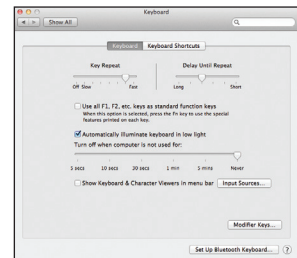 Keyboard
Show All
Keyboard Keyboard Shortcuts
Key Repeat Delay Until Repeat
Off Slow Fast Long Short
Use all F1, F2, etc. keys as standard function keys
When this option is selected, press the Fn key to use the special
features printed on each key.
Automatically illuminate keyboard in low light
Turn off when computer is not used for:
5 secs 10 secs 30 secs 1 min 5 mins Never
Show Keyboard & Character Viewers in menu bar Input Sources...
Modifier Keys...
Set Up Bluetooth Keyboard... ?